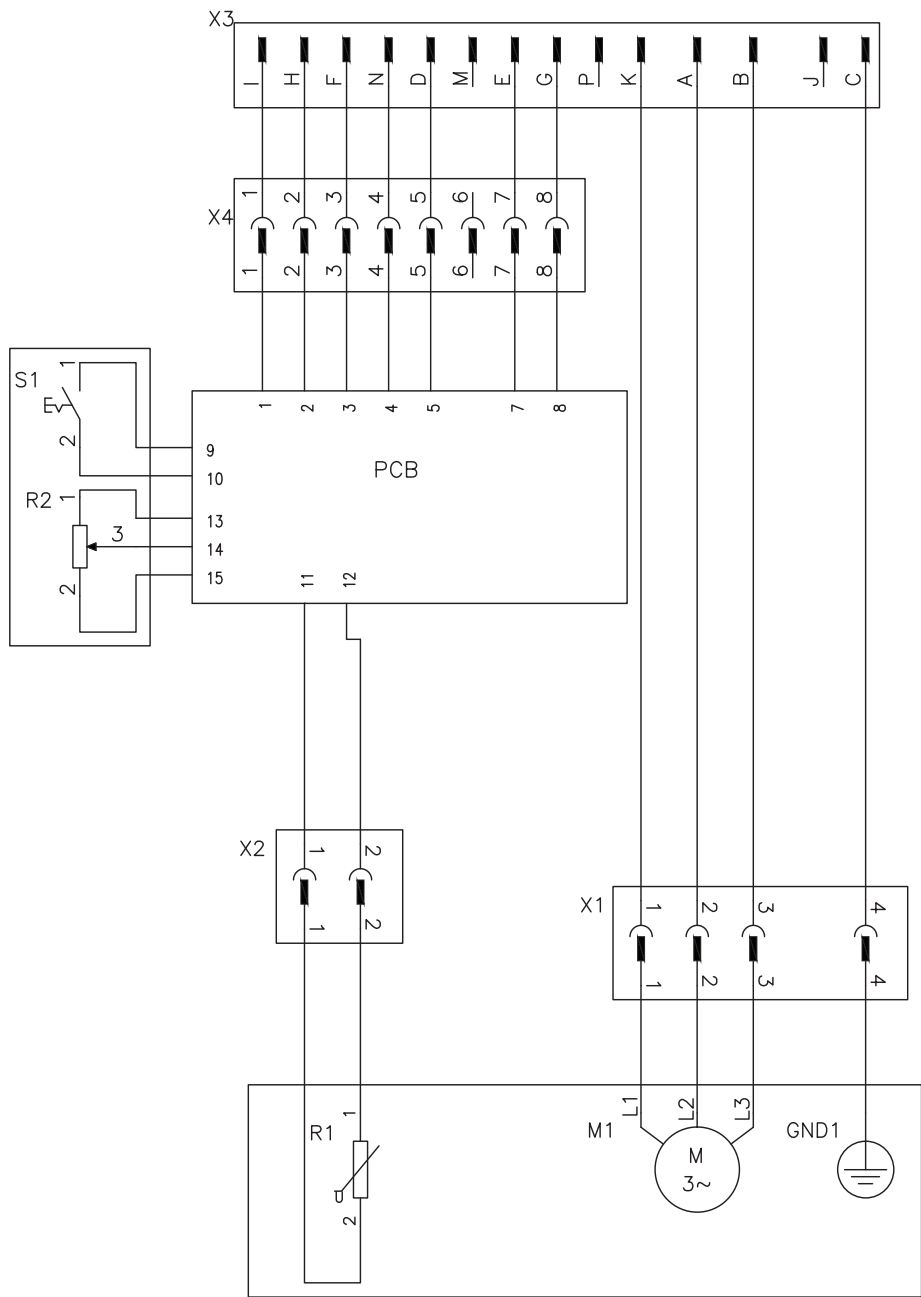 X3
I H F N D M E G P K A B J C
1 2 3 4 5 6 7 8
X4
1 2 3 4 5 6 7 8
1
S1
E
2
1 2 3 4 5 7 8
9
PCB
10
R2
1
13
3
14
2
15
11 12
X2
1 2
1 2
X1
1 2 3 4
1 2 3 4
L1 L2 L3
R1
1
M1
GND1
M
3~
U
2